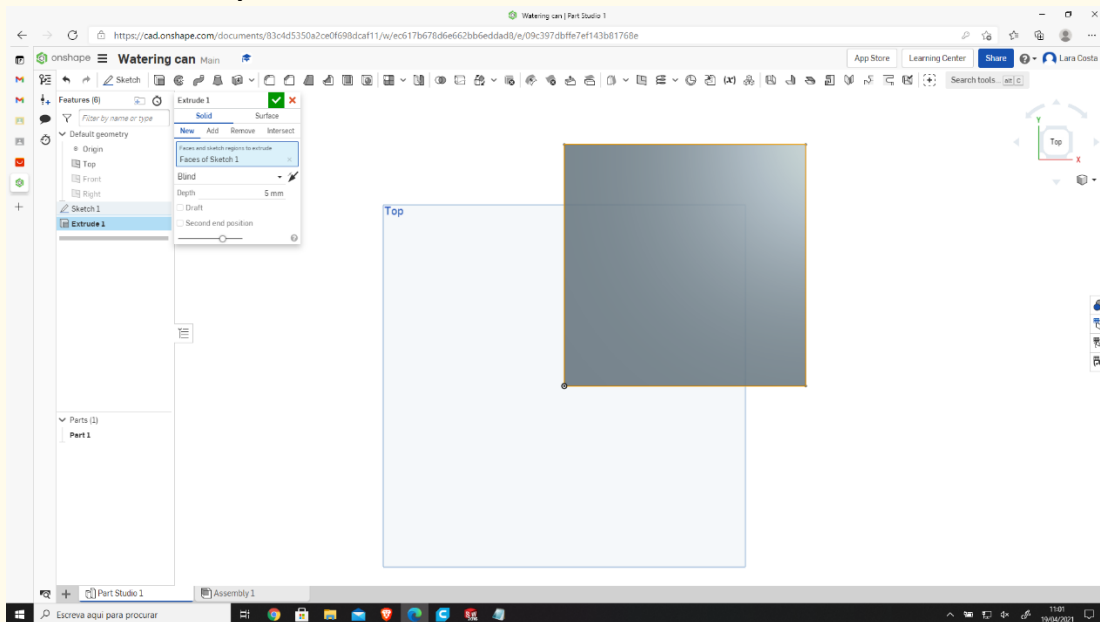 Watering can | Part Studio 1
https://cad.onshape.com/documents/83c4d5350a2ce0f698dcaf11/w/ec617b678d6e662bb6eddad8/e/09c397dbffe7ef143b81768e
onshape Watering can Main
App Store
Learning Center
Share
Lara Costa
Sketch
Search tools... alt C
Features (6)
Filter by name or type
Default geometry
Origin
Top
Front
Right
Sketch 1
Extrude 1
Extrude 1
Solid Surface
New Add Remove Intersect
Faces and sketch regions to extrude
Faces of Sketch 1
Blind
Depth 5 mm
Draft
Second end position
Top
Y
Top
X
Parts (1)
Part 1
Part Studio 1
Assembly 1
Escreva aqui para procurar
11:01
19/04/2021